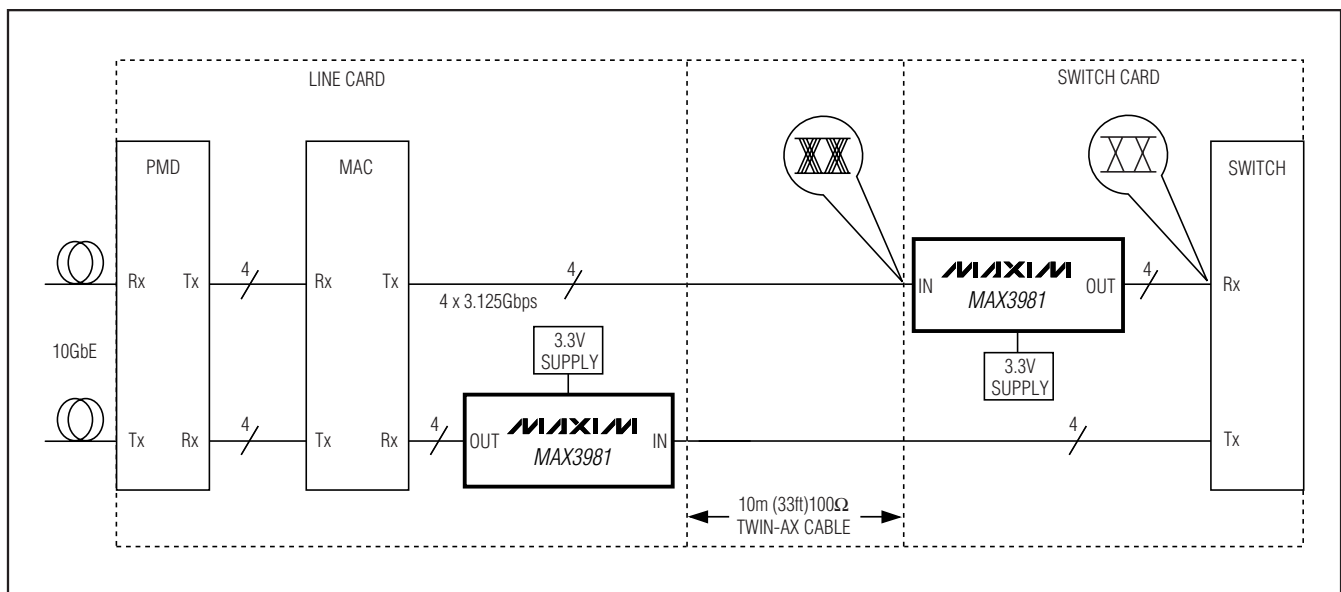 LINE CARD
SWITCH CARD
PMD
MAC
SWITCH
Rx
Tx
4
Rx
Tx
4
4 x 3.125Gbps
IN
MAXIM
MAX3981
OUT
4
Rx
3.3V
SUPPLY
3.3V
SUPPLY
10GbE
Tx
Rx
4
Tx
Rx
4
OUT
MAXIM
MAX3981
IN
4
Tx
10m (33ft)100Ω
TWIN-AX CABLE